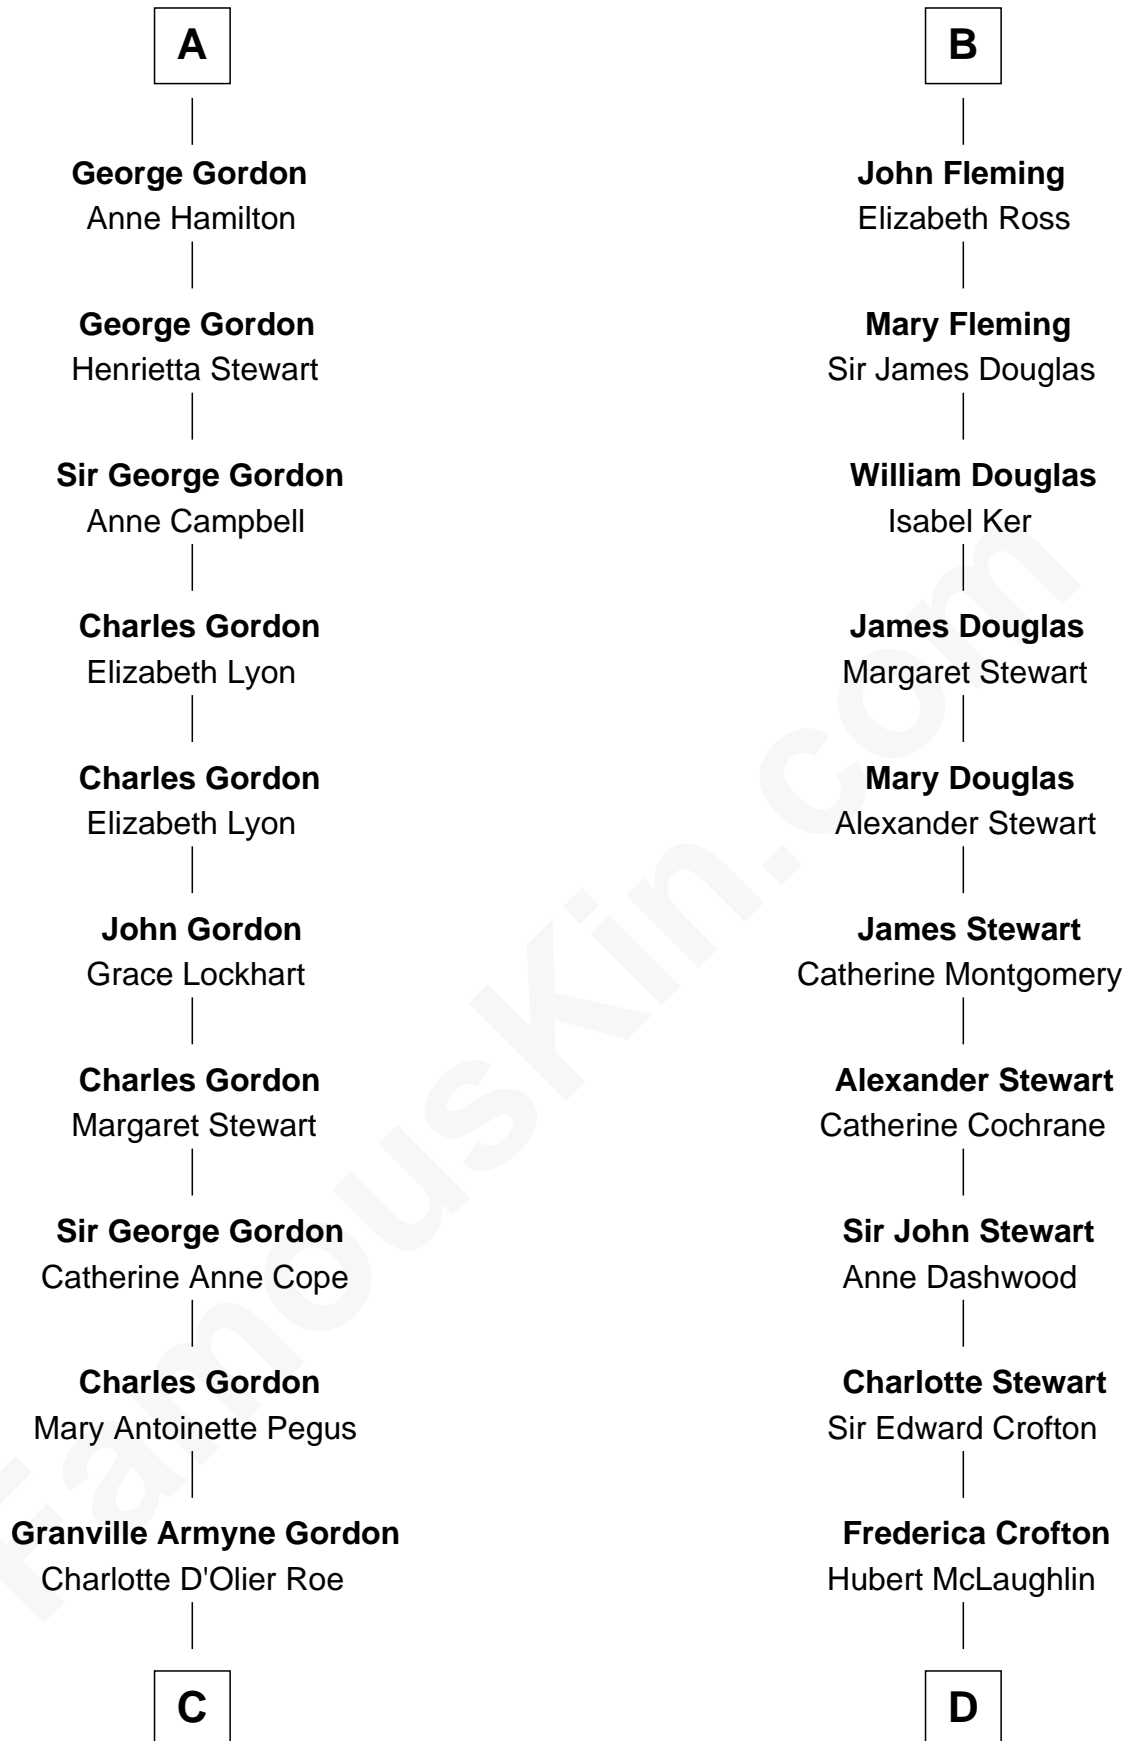 A
George Gordon
Anne Hamilton
George Gordon
Henrietta Stewart
Sir George Gordon
Anne Campbell
Charles Gordon
Elizabeth Lyon
Charles Gordon
Elizabeth Lyon
John Gordon
Grace Lockhart
Charles Gordon
Margaret Stewart
Sir George Gordon
Catherine Anne Cope
Charles Gordon
Mary Antoinette Pegus
Granville Armyne Gordon
Charlotte D'Olier Roe
C
B
John Fleming
Elizabeth Ross
Mary Fleming
Sir James Douglas
William Douglas
Isabel Ker
James Douglas
Margaret Stewart
Mary Douglas
Alexander Stewart
James Stewart
Catherine Montgomery
Alexander Stewart
Catherine Cochrane
Sir John Stewart
Anne Dashwood
Charlotte Stewart
Sir Edward Crofton
Frederica Crofton
Hubert McLaughlin
D
FamousKin.com